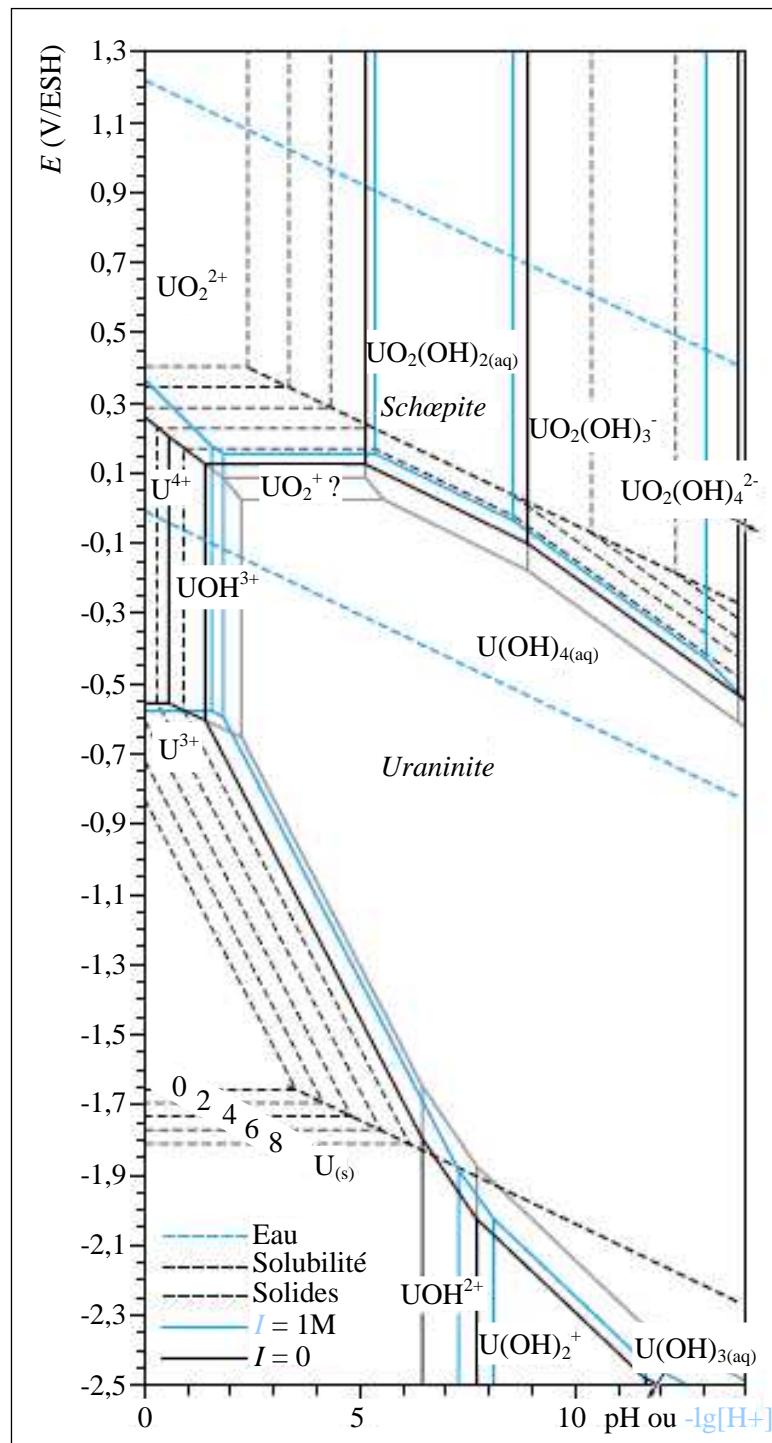 E (V/ESH)
1,3
1,1
0,9
0,7
0,5
0,3
0,1
-0,1
-0,3
-0,5
-0,7
-0,9
-1,1
-1,3
-1,5
-1,7
-1,9
-2,1
-2,3
-2,5
UO₂²⁺
UO₂(OH)₂(aq)
Schœpite
UO₂(OH)₃⁻
UO₂(OH)₄²⁻
U⁴⁺
UO₂⁺ ?
UOH³⁺
U(OH)₄(aq)
U³⁺
Uraninite
0
2
4
6
8
U(s)
Eau
Solubilité
Solides
I = 1M
I = 0
UOH²⁺
U(OH)₂⁺
U(OH)₃(aq)
0 5 10 pH ou -lg[H+]